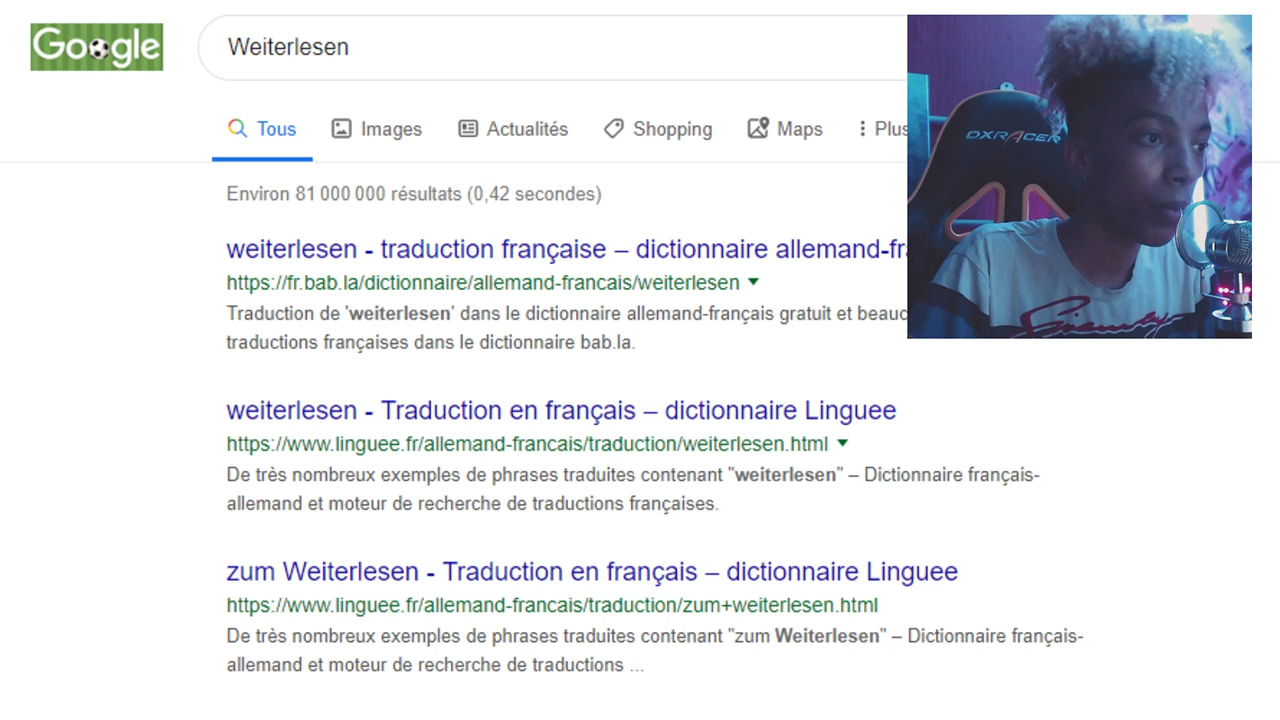 Google
Weiterlesen
Tous Images Actualités Shopping Maps Plus
Environ 81 000 000 résultats (0,42 secondes)
weiterlesen - traduction française – dictionnaire allemand-fr
https://fr.bab.la/dictionnaire/allemand-francais/weiterlesen
Traduction de 'weiterlesen' dans le dictionnaire allemand-français gratuit et beauc
traductions françaises dans le dictionnaire bab.la.
weiterlesen - Traduction en français – dictionnaire Linguee
https://www.linguee.fr/allemand-francais/traduction/weiterlesen.html
De très nombreux exemples de phrases traduites contenant "weiterlesen" – Dictionnaire français-
allemand et moteur de recherche de traductions françaises.
zum Weiterlesen - Traduction en français – dictionnaire Linguee
https://www.linguee.fr/allemand-francais/traduction/zum+weiterlesen.html
De très nombreux exemples de phrases traduites contenant "zum Weiterlesen" – Dictionnaire français-
allemand et moteur de recherche de traductions ...
DXRACER